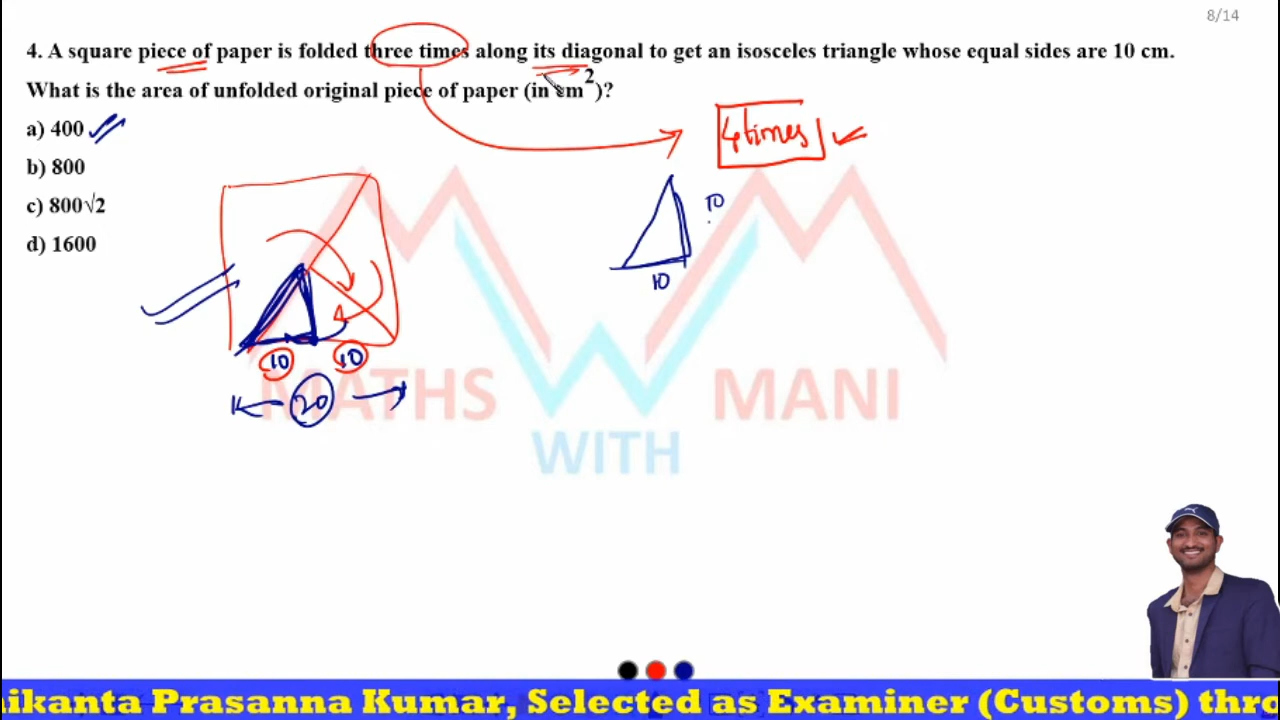 8/14
4. A square piece of paper is folded three times along its diagonal to get an isosceles triangle whose equal sides are 10 cm.
What is the area of unfolded original piece of paper (in cm²)?
a) 400
b) 800
c) 800√2
d) 1600
4 times
10
10
10 10
20
MATHS
WITH
MANI
nikanta Prasanna Kumar, Selected as Examiner (Customs) thro